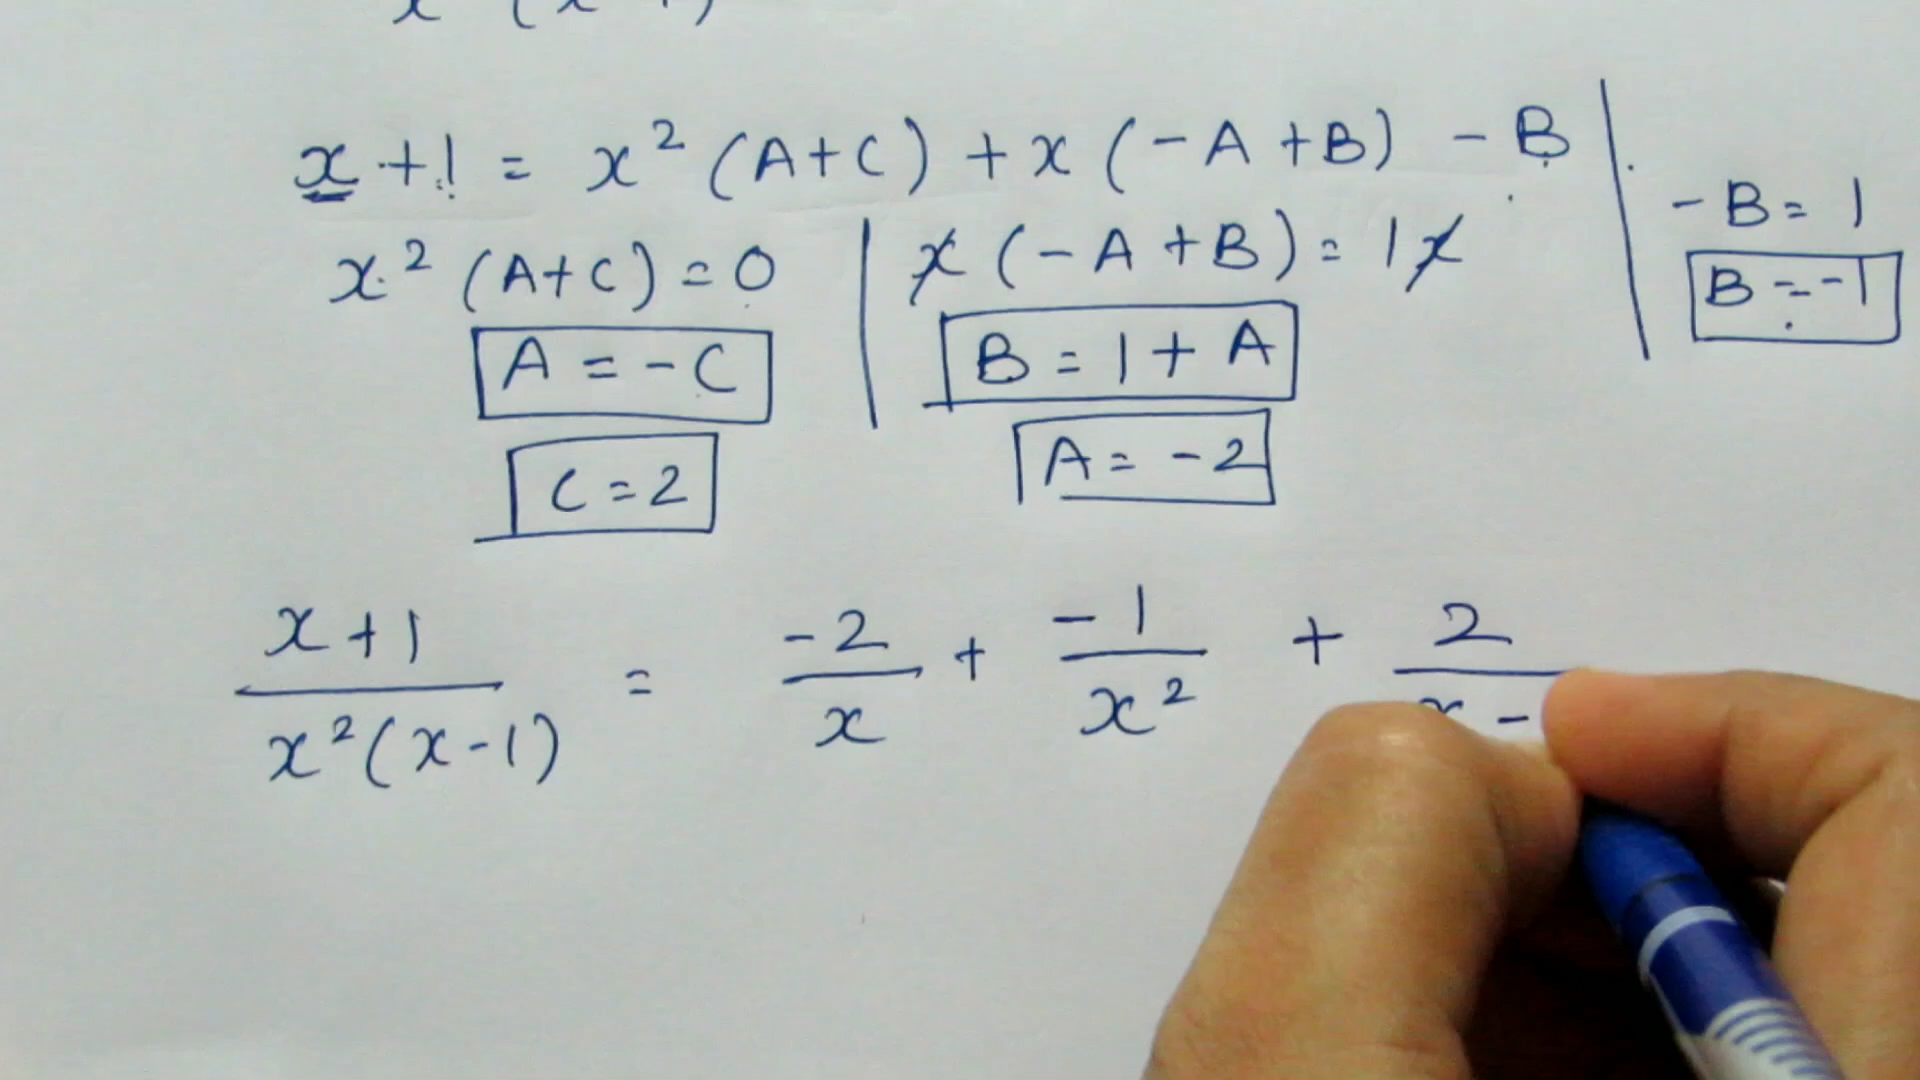 x + 1 = x² (A+C) + x (-A+B) - B
x² (A+C) = 0 | x (-A+B) = 1x | -B = 1
A = -C | B = 1 + A | B = -1
C = 2 | A = -2
(x+1)/(x²(x-1)) = -2/x + -1/x² + 2/(x -